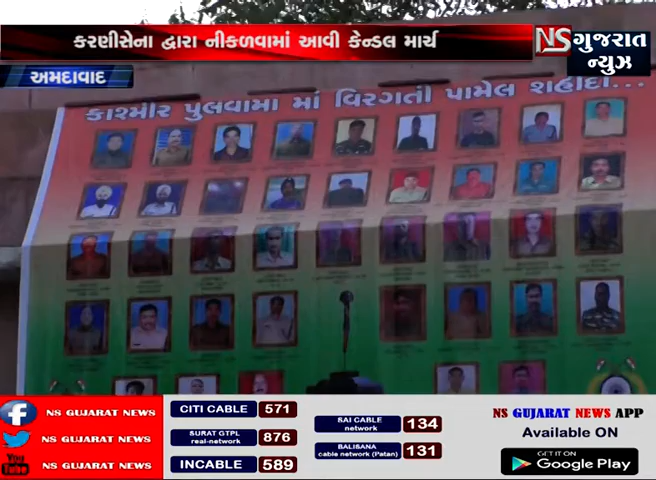 કરણીસેના દ્વારા નીકળવામાં આવી કેન્ડલ માર્ચ
NS ગુજરાત
ન્યુઝ
અમદાવાદ
કાશ્મીર પુલવામા માં વિરગતી પામેલ શહીદો...
NS GUJARAT NEWS
NS GUJARAT NEWS
You Tube NS GUJARAT NEWS
CITI CABLE 571
SURAT GTPL
real-network 876
INCABLE 589
SAI CABLE
network 134
BALISANA
cable network (Patan) 131
NS GUJARAT NEWS APP
Available ON
GET IT ON
Google Play